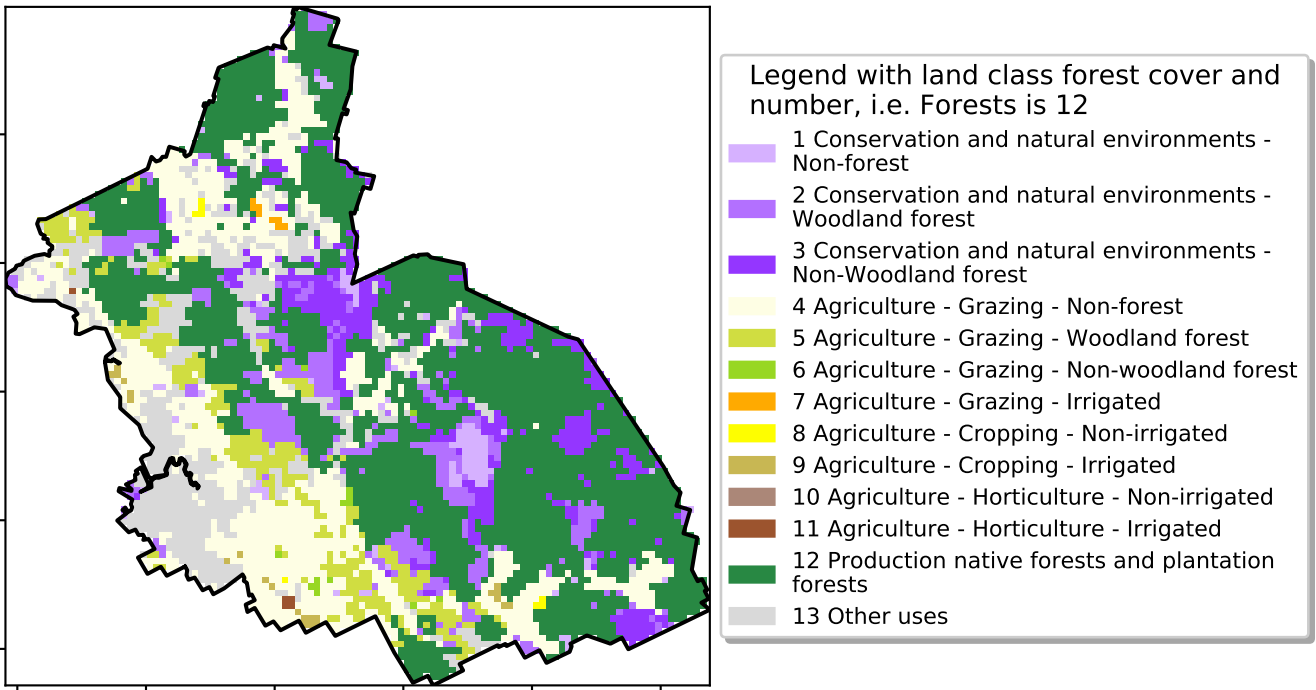 Legend with land class forest cover and
number, i.e. Forests is 12
1 Conservation and natural environments -
Non-forest
2 Conservation and natural environments -
Woodland forest
3 Conservation and natural environments -
Non-Woodland forest
4 Agriculture - Grazing - Non-forest
5 Agriculture - Grazing - Woodland forest
6 Agriculture - Grazing - Non-woodland forest
7 Agriculture - Grazing - Irrigated
8 Agriculture - Cropping - Non-irrigated
9 Agriculture - Cropping - Irrigated
10 Agriculture - Horticulture - Non-irrigated
11 Agriculture - Horticulture - Irrigated
12 Production native forests and plantation
forests
13 Other uses